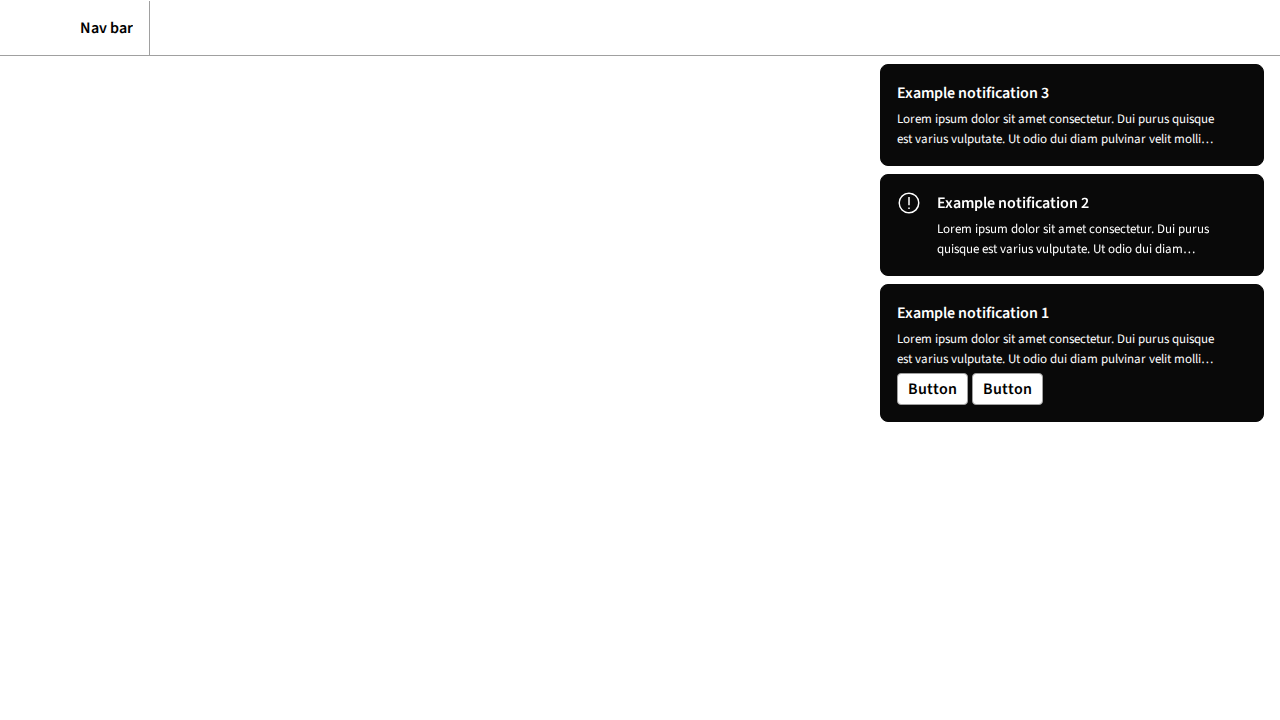 Nav bar
Example notification 3
Lorem ipsum dolor sit amet consectetur. Dui purus quisque
est varius vulputate. Ut odio dui diam pulvinar velit molli…
Example notification 2
Lorem ipsum dolor sit amet consectetur. Dui purus
quisque est varius vulputate. Ut odio dui diam…
Example notification 1
Lorem ipsum dolor sit amet consectetur. Dui purus quisque
est varius vulputate. Ut odio dui diam pulvinar velit molli…
Button Button